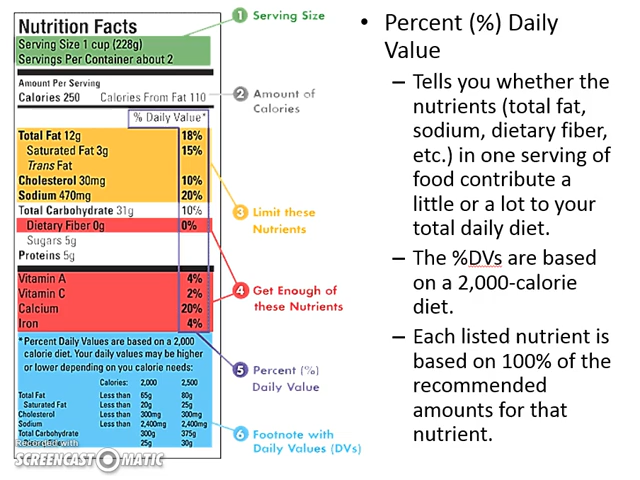 Nutrition Facts
Serving Size 1 cup (228g)
Servings Per Container about 2
Amount Per Serving
Calories 250 Calories From Fat 110
% Daily Value*
Total Fat 12g 18%
Saturated Fat 3g 15%
Trans Fat
Cholesterol 30mg 10%
Sodium 470mg 20%
Total Carbohydrate 31g 10%
Dietary Fiber 0g 0%
Sugars 5g
Proteins 5g
Vitamin A 4%
Vitamin C 2%
Calcium 20%
Iron 4%
* Percent Daily Values are based on a 2,000
calorie diet. Your daily values may be higher
or lower depending on you calorie needs:
Calories: 2,000 2,500
Total Fat Less than 65g 80g
Saturated Fat Less than 20g 25g
Cholesterol Less than 300mg 300mg
Sodium Less than 2,400mg 2,400mg
Total Carbohydrate 300g 375g
25g 30g
Recorded with
SCREENCAST-O-MATIC
1 Serving Size
2 Amount of
Calories
3 Limit these
Nutrients
4 Get Enough of
these Nutrients
5 Percent (%)
Daily Value
6 Footnote with
Daily Values (DVs)
• Percent (%) Daily
Value
– Tells you whether the
nutrients (total fat,
sodium, dietary fiber,
etc.) in one serving of
food contribute a
little or a lot to your
total daily diet.
– The %DVs are based
on a 2,000-calorie
diet.
– Each listed nutrient is
based on 100% of the
recommended
amounts for that
nutrient.